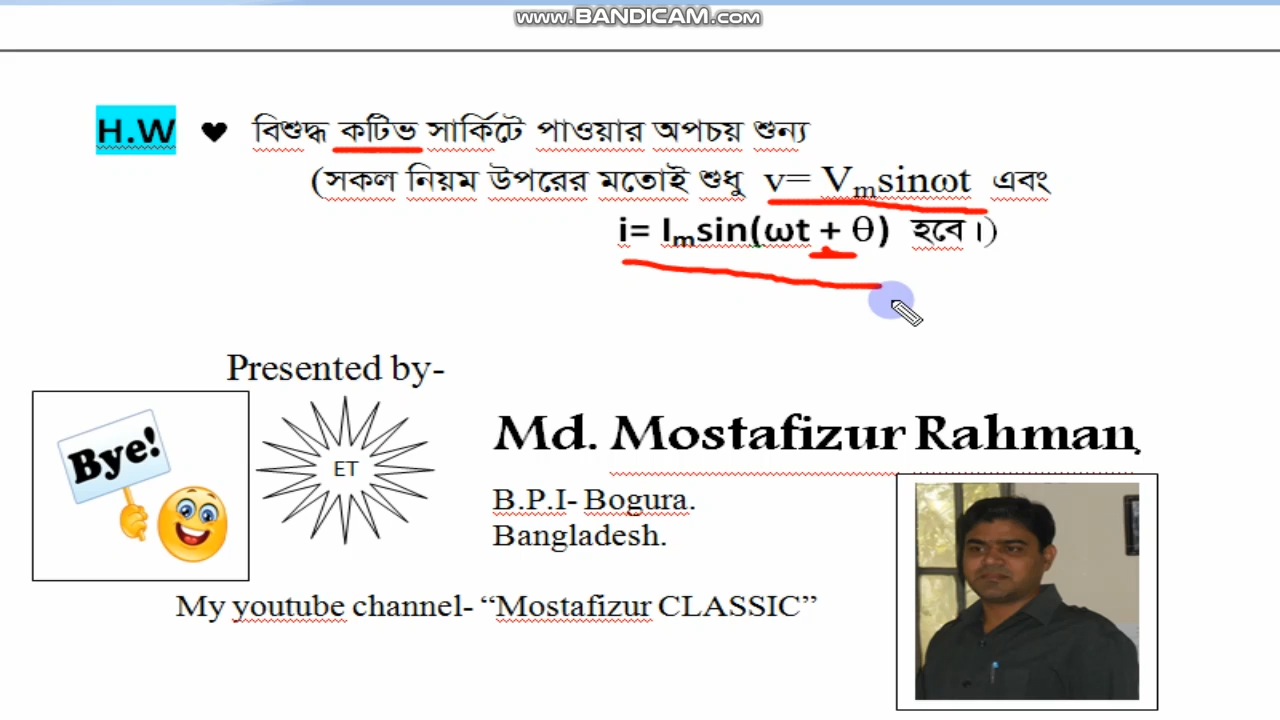 www.BANDICAM.com
H.W ♥ বিশুদ্ধ কটিভ সার্কিটে পাওয়ার অপচয় শুন্য
(সকল নিয়ম উপরের মতোই শুধু v= Vₘsinωt এবং
i= Iₘsin(ωt + θ) হবে।)
Presented by-
Bye!
ET
Md. Mostafizur Rahman
B.P.I- Bogura.
Bangladesh.
My youtube channel- “Mostafizur CLASSIC”